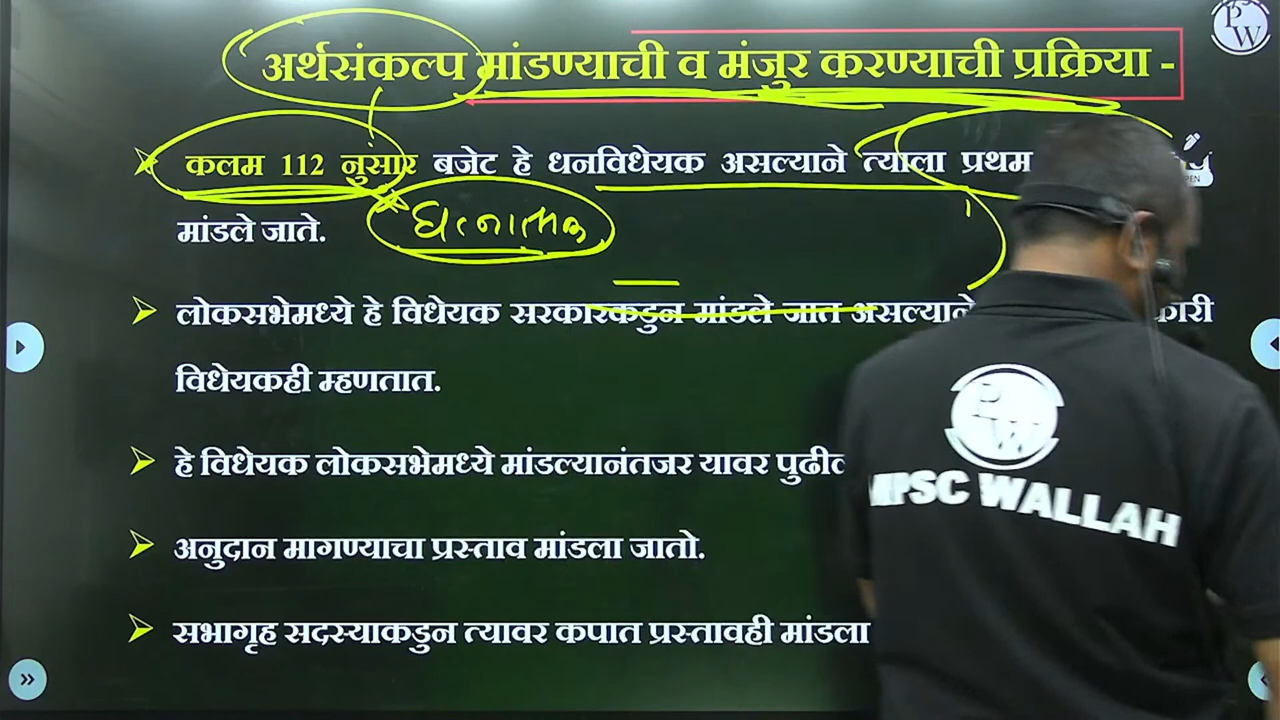 PW
अर्थसंकल्प मांडण्याची व मंजुर करण्याची प्रक्रिया -
कलम 112 नुसार बजेट हे धनविधेयक असल्याने त्याला प्रथम
मांडले जाते.
लोकसभेमध्ये हे विधेयक सरकारकडुन मांडले जात असल्याने
विधेयकही म्हणतात.
हे विधेयक लोकसभेमध्ये मांडल्यानंतजर यावर
अनुदान मागण्याचा प्रस्ताव मांडला जातो.
सभागृह सदस्याकडुन त्यावर कपात प्रस्तावही मांडला
PW
MPSC WALLAH